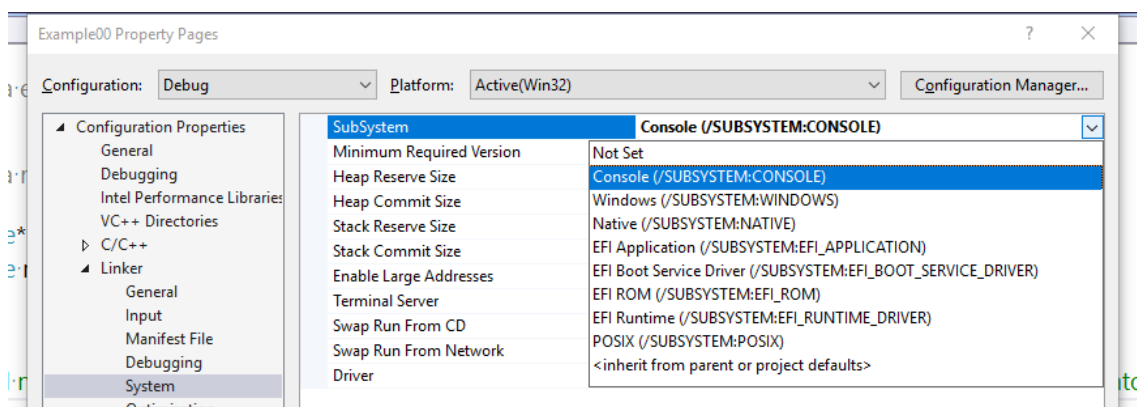 Example00 Property Pages
Configuration: Debug Platform: Active(Win32) Configuration Manager...
Configuration Properties
General
Debugging
Intel Performance Libraries
VC++ Directories
C/C++
Linker
General
Input
Manifest File
Debugging
System
SubSystem Console (/SUBSYSTEM:CONSOLE)
Minimum Required Version
Heap Reserve Size
Heap Commit Size
Stack Reserve Size
Stack Commit Size
Enable Large Addresses
Terminal Server
Swap Run From CD
Swap Run From Network
Driver
Not Set
Console (/SUBSYSTEM:CONSOLE)
Windows (/SUBSYSTEM:WINDOWS)
Native (/SUBSYSTEM:NATIVE)
EFI Application (/SUBSYSTEM:EFI_APPLICATION)
EFI Boot Service Driver (/SUBSYSTEM:EFI_BOOT_SERVICE_DRIVER)
EFI ROM (/SUBSYSTEM:EFI_ROM)
EFI Runtime (/SUBSYSTEM:EFI_RUNTIME_DRIVER)
POSIX (/SUBSYSTEM:POSIX)
<inherit from parent or project defaults>